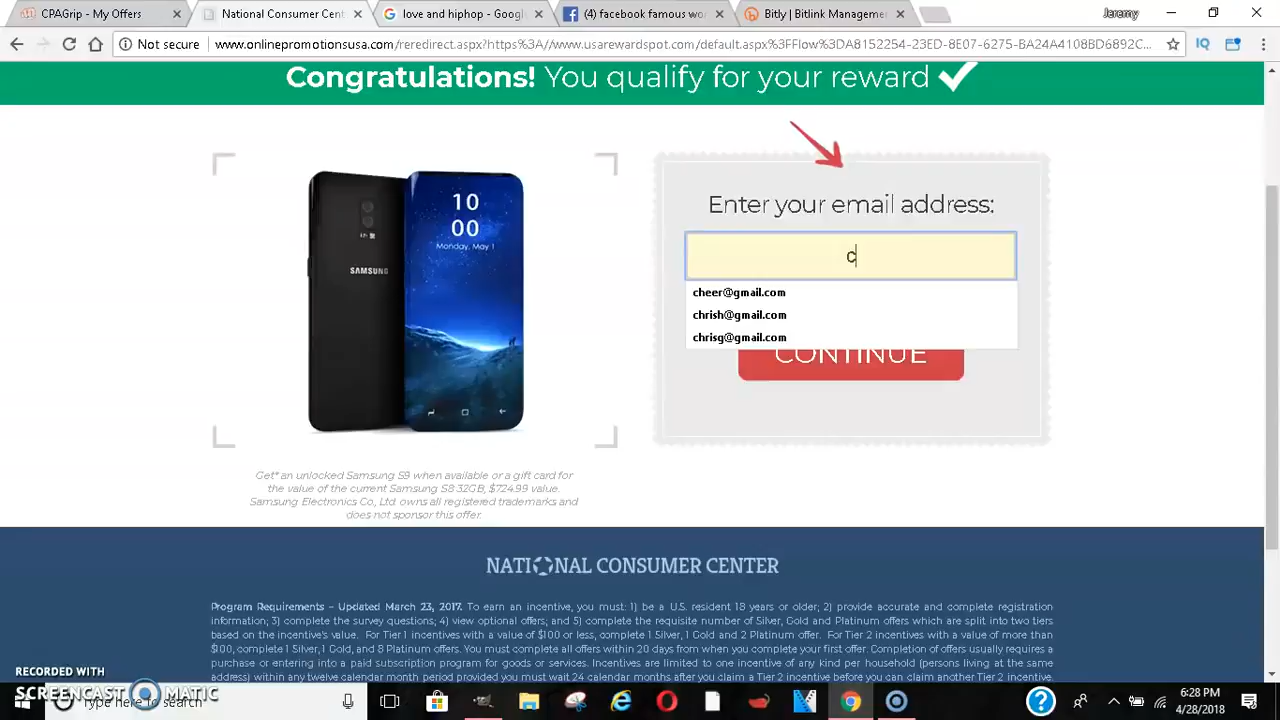 CPAGrip - My Offers
National Consumer Cent
love and hiphop - Googl
(4) facebook famous wo
Bitly | Bitlink Managem
Jeremy
Not secure
www.onlinepromotionsusa.com/reredirect.aspx?https%3A//www.usarewardspot.com/default.aspx%3FFlow%3DA8152254-23ED-8E07-6275-BA24A4108BD6892C...
Congratulations! You qualify for your reward
10
00
Monday, May 1
SAMSUNG
Enter your email address:
c
cheer@gmail.com
chrish@gmail.com
chrisg@gmail.com
CONTINUE
Get* an unlocked Samsung S9 when available or a gift card for
the value of the current Samsung S8 32GB, $724.99 value.
Samsung Electronics Co., Ltd. owns all registered trademarks and
does not sponsor this offer.
NATIONAL CONSUMER CENTER
Program Requirements – Updated March 23, 2017. To earn an incentive, you must: 1) be a U.S. resident 18 years or older; 2) provide accurate and complete registration
information; 3) complete the survey questions; 4) view optional offers; and 5) complete the requisite number of Silver, Gold and Platinum offers which are split into two tiers
based on the incentive's value. For Tier 1 incentives with a value of $100 or less, complete 1 Silver, 1 Gold and 2 Platinum offer. For Tier 2 incentives with a value of more than
$100, complete 1 Silver, 1 Gold, and 8 Platinum offers. You must complete all offers within 20 days from when you complete your first offer. Completion of offers usually requires a
purchase or entering into a paid subscription program for goods or services. Incentives are limited to one incentive of any kind per household (persons living at the same
address) within any twelve calendar month period provided you must wait 24 calendar months after you claim a Tier 2 incentive before you can claim another Tier 2 incentive.
RECORDED WITH
SCREENCAST MATIC
Type here to search
6:28 PM
4/28/2018